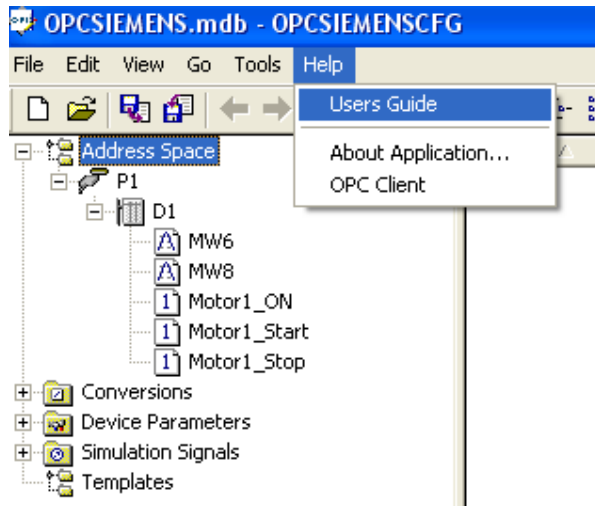 OPCSIEMENS.mdb - OPCSIEMENSCFG
File Edit View Go Tools Help
Users Guide
About Application...
OPC Client
Address Space
P1
D1
MW6
MW8
Motor1_ON
Motor1_Start
Motor1_Stop
Conversions
Device Parameters
Simulation Signals
Templates